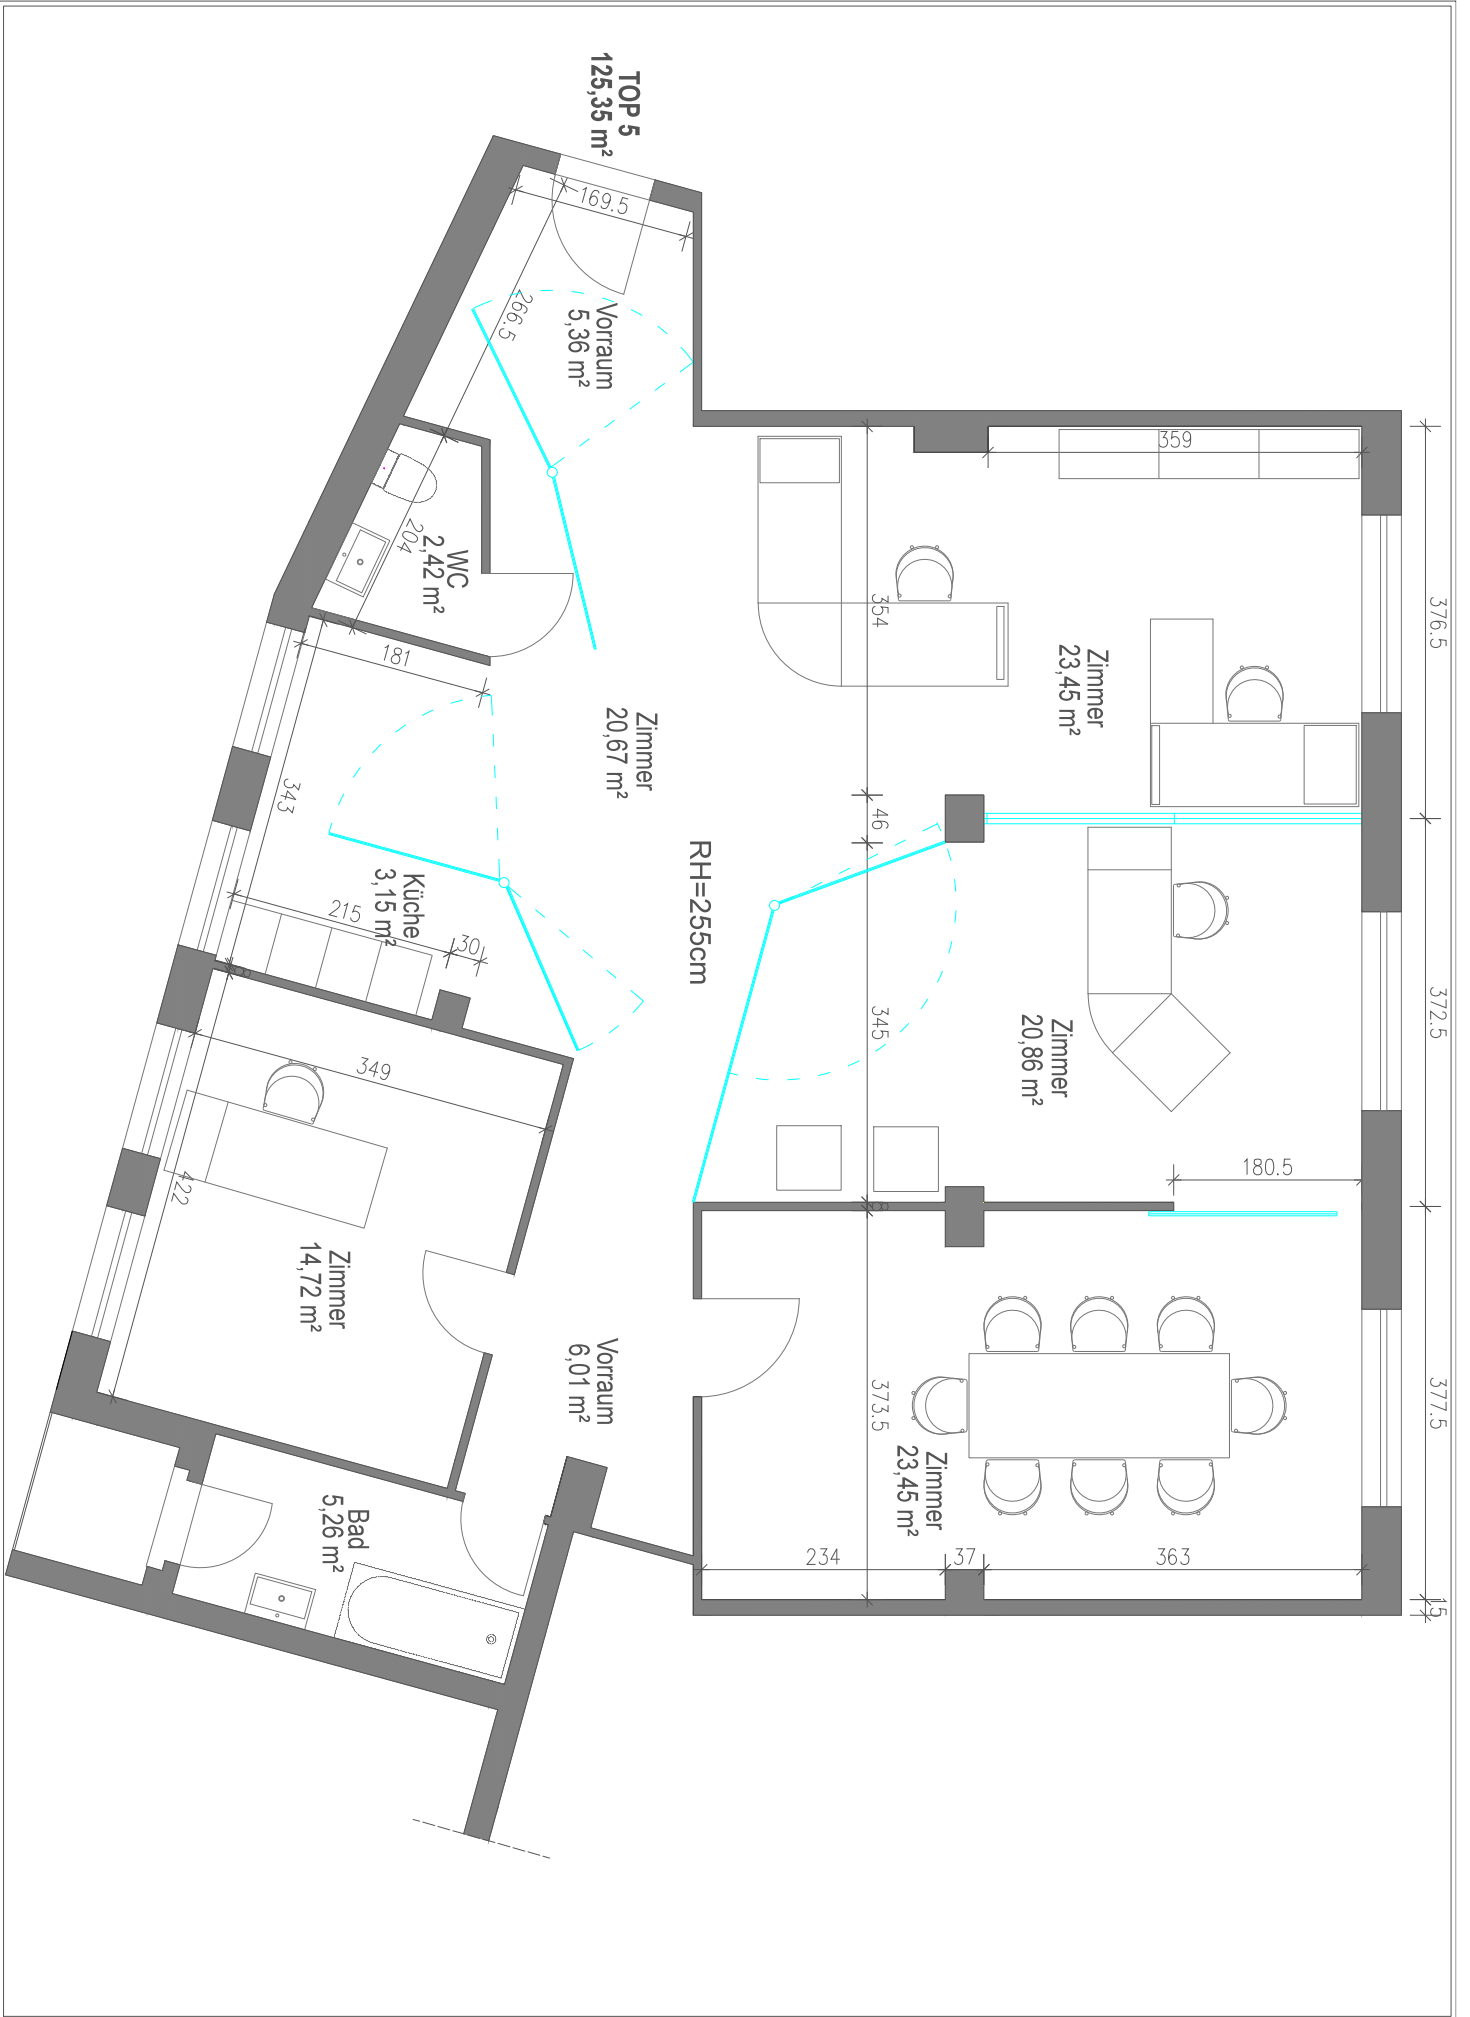 TOP 5
125,35 m²
169.5
266.5
Vorraum
5,36 m²
359
376.5
354
204
WC
2,42 m²
181
Zimmer
23,45 m²
Zimmer
20,67 m²
343
46
RH=255cm
Küche
3,15 m²
215
30
8
345
372.5
Zimmer
20,86 m²
349
422
180.5
8
Zimmer
14,72 m²
Vorraum
6,01 m²
373.5
377.5
Zimmer
23,45 m²
Bad
5,26 m²
234
37
363
15